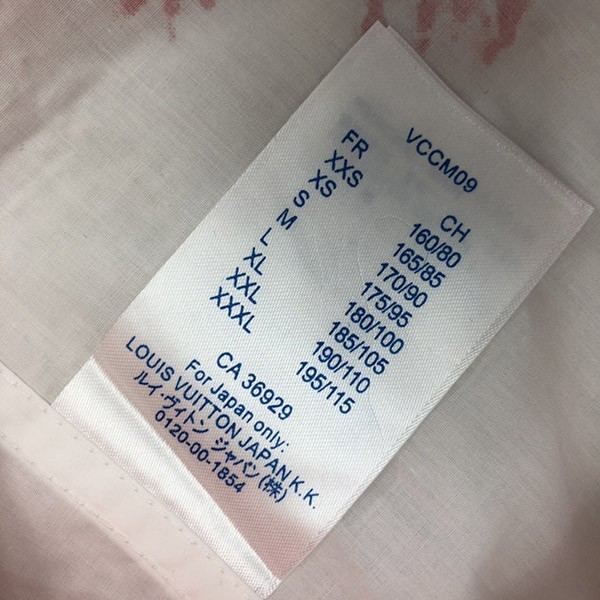 VCCM09
FR CH
XXS 160/80
XS 165/85
S 170/90
M 175/95
L 180/100
XL 185/105
XXL 190/110
XXXL 195/115
CA 36929
For Japan only:
LOUIS VUITTON JAPAN K.K.
ルイ・ヴィトン ジャパン (株)
0120-00-1854